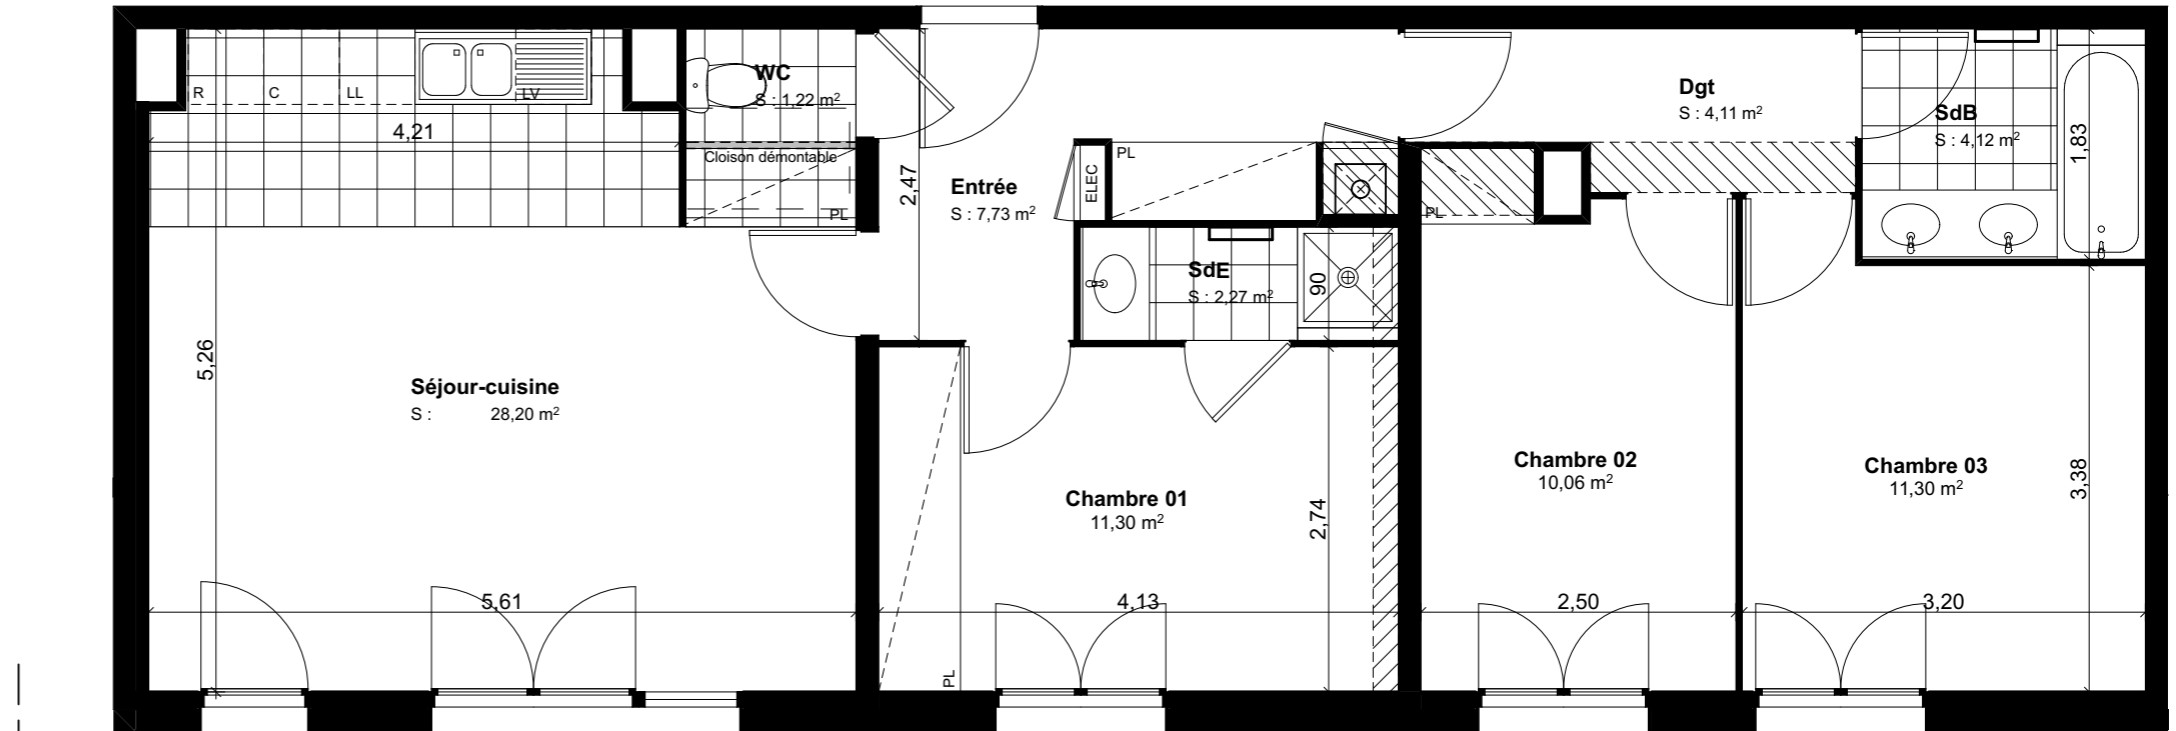 R
C
LL
LV
4,21
WC
S : 1,22 m²
Cloison démontable
PL
2,47
Entrée
S : 7,73 m²
ELEC
PL
Dgt
S : 4,11 m²
SdB
S : 4,12 m²
1,83
PL
SdE
S : 2,27 m²
90
5,26
Séjour-cuisine
S : 28,20 m²
Chambre 01
11,30 m²
2,74
Chambre 02
10,06 m²
Chambre 03
11,30 m²
3,38
5,61
4,13
2,50
3,20
PL